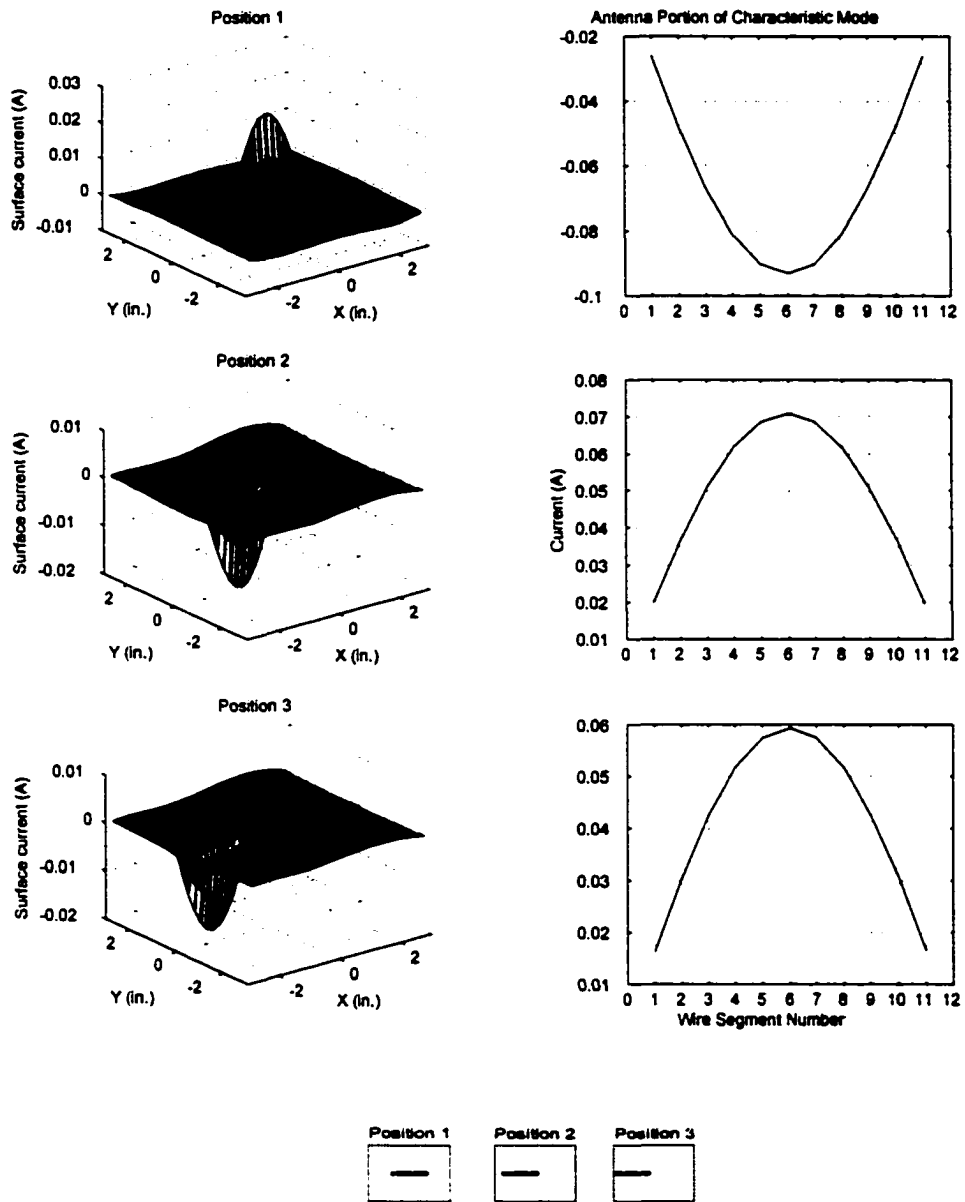 Position 1
Surface current (A)
0.03
0.02
0.01
0
-0.01
2
0
-2
Y (in.)
-2
0
2
X (in.)
Antenna Portion of Characteristic Mode
-0.02
-0.04
-0.06
-0.08
-0.1
0 1 2 3 4 5 6 7 8 9 10 11 12
Position 2
Surface current (A)
0.01
0
-0.01
-0.02
2
0
-2
Y (in.)
-2
0
2
X (in.)
Current (A)
0.08
0.07
0.06
0.05
0.04
0.03
0.02
0.01
0 1 2 3 4 5 6 7 8 9 10 11 12
Position 3
Surface current (A)
0.01
0
-0.01
-0.02
2
0
-2
Y (in.)
-2
0
2
X (in.)
0.06
0.05
0.04
0.03
0.02
0.01
0 1 2 3 4 5 6 7 8 9 10 11 12
Wire Segment Number
Position 1 Position 2 Position 3